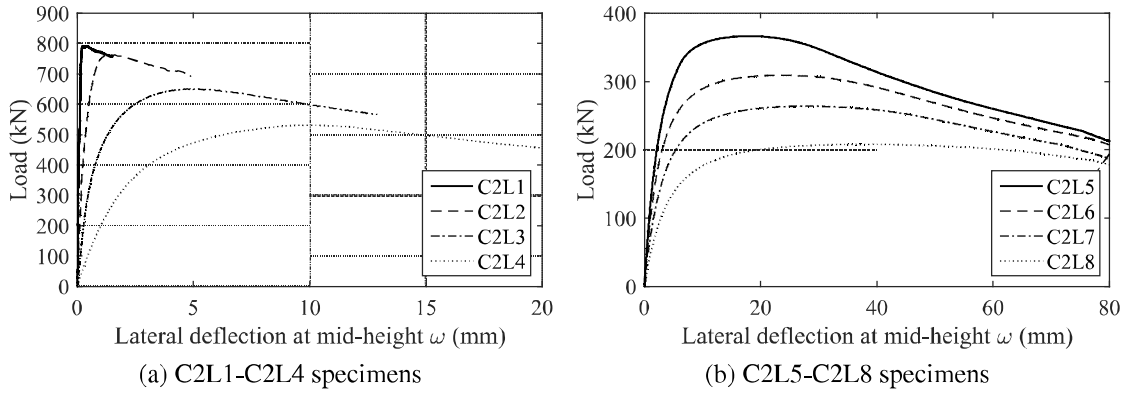 900
800
700
600
500
400
300
200
100
0
Load (kN)
C2L1
C2L2
C2L3
C2L4
0 5 10 15 20
Lateral deflection at mid-height ω (mm)
(a) C2L1-C2L4 specimens
400
300
200
100
0
Load (kN)
C2L5
C2L6
C2L7
C2L8
0 20 40 60 80
Lateral deflection at mid-height ω (mm)
(b) C2L5-C2L8 specimens